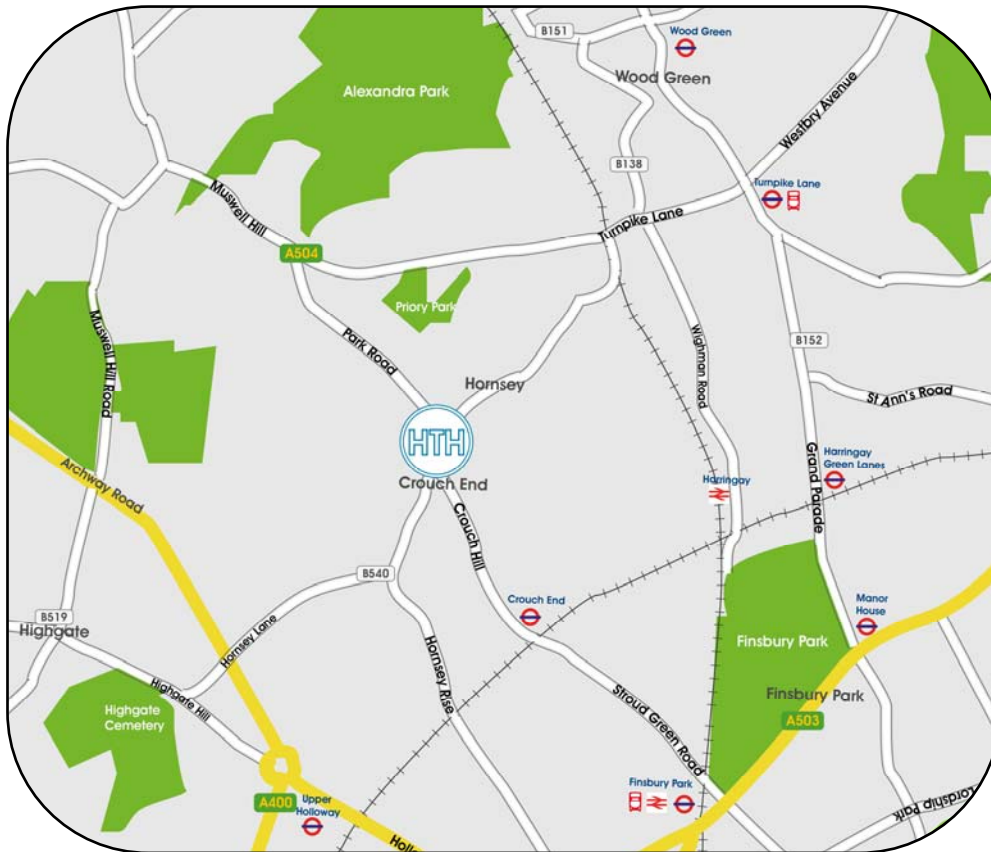 B151
Wood Green
Wood Green
Alexandra Park
Westbry Avenue
B138
Turnpike Lane
Muswell Hill
Turnpike Lane
A504
Priory Park
Muswell Hill Road
Park Road
Wighman Road
B152
Hornsey
St Ann's Road
HTH
Crouch End
Archway Road
Harringay
Grand Parade
Harringay
Green Lanes
Crouch Hill
B540
B519
Highgate
Hornsey Lane
Crouch End
Manor
House
Finsbury Park
Hornsey Rise
Highgate Hill
Highgate
Cemetery
Stroud Green Road
Finsbury Park
A503
Finsbury Park
A400
Upper
Holloway
Lordship Park